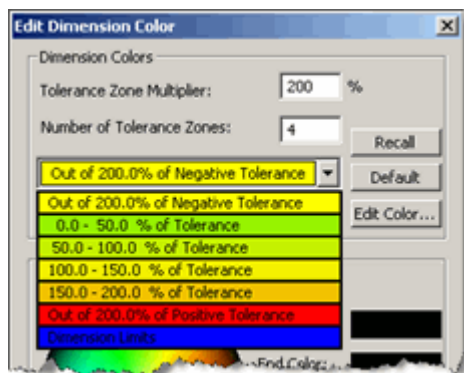 Edit Dimension Color
Dimension Colors
Tolerance Zone Multiplier: 200 %
Number of Tolerance Zones: 4
Recall
Out of 200.0% of Negative Tolerance
Default
Out of 200.0% of Negative Tolerance
Edit Color...
0.0 - 50.0 % of Tolerance
50.0 - 100.0 % of Tolerance
100.0 - 150.0 % of Tolerance
150.0 - 200.0 % of Tolerance
Out of 200.0% of Positive Tolerance
Dimension Limits
End Color: